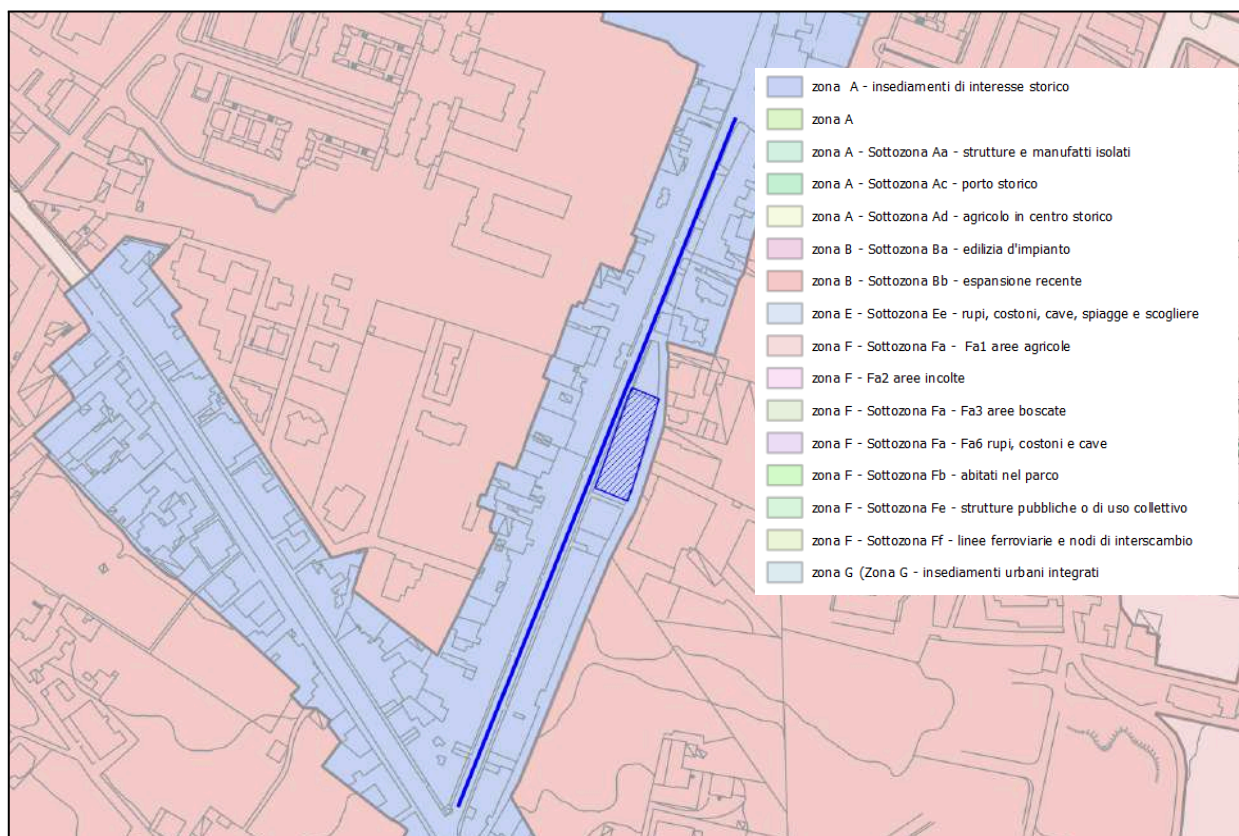 zona A - insediamenti di interesse storico
zona A
zona A - Sottozona Aa - strutture e manufatti isolati
zona A - Sottozona Ac - porto storico
zona A - Sottozona Ad - agricolo in centro storico
zona B - Sottozona Ba - edilizia d'impianto
zona B - Sottozona Bb - espansione recente
zona E - Sottozona Ee - rupi, costoni, cave, spiagge e scogliere
zona F - Sottozona Fa - Fa1 aree agricole
zona F - Fa2 aree incolte
zona F - Sottozona Fa - Fa3 aree boscate
zona F - Sottozona Fa - Fa6 rupi, costoni e cave
zona F - Sottozona Fb - abitati nel parco
zona F - Sottozona Fe - strutture pubbliche o di uso collettivo
zona F - Sottozona Ff - linee ferroviarie e nodi di interscambio
zona G (Zona G - insediamenti urbani integrati